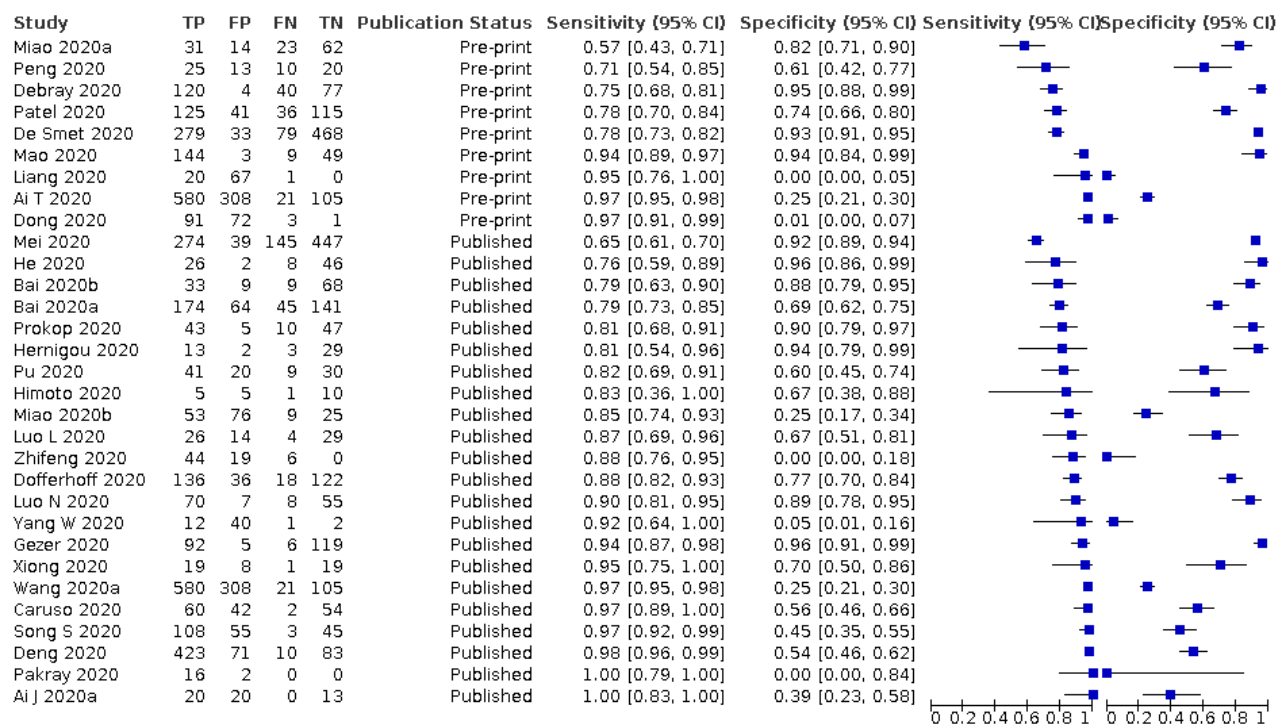 Study TP FP FN TN Publication Status Sensitivity (95% CI) Specificity (95% CI) Sensitivity (95% CI) Specificity (95% CI)
Miao 2020a 31 14 23 62 Pre-print 0.57 [0.43, 0.71] 0.82 [0.71, 0.90]
Peng 2020 25 13 10 20 Pre-print 0.71 [0.54, 0.85] 0.61 [0.42, 0.77]
Debray 2020 120 4 40 77 Pre-print 0.75 [0.68, 0.81] 0.95 [0.88, 0.99]
Patel 2020 125 41 36 115 Pre-print 0.78 [0.70, 0.84] 0.74 [0.66, 0.80]
De Smet 2020 279 33 79 468 Pre-print 0.78 [0.73, 0.82] 0.93 [0.91, 0.95]
Mao 2020 144 3 9 49 Pre-print 0.94 [0.89, 0.97] 0.94 [0.84, 0.99]
Liang 2020 20 67 1 0 Pre-print 0.95 [0.76, 1.00] 0.00 [0.00, 0.05]
Ai T 2020 580 308 21 105 Pre-print 0.97 [0.95, 0.98] 0.25 [0.21, 0.30]
Dong 2020 91 72 3 1 Pre-print 0.97 [0.91, 0.99] 0.01 [0.00, 0.07]
Mei 2020 274 39 145 447 Published 0.65 [0.61, 0.70] 0.92 [0.89, 0.94]
He 2020 26 2 8 46 Published 0.76 [0.59, 0.89] 0.96 [0.86, 0.99]
Bai 2020b 33 9 9 68 Published 0.79 [0.63, 0.90] 0.88 [0.79, 0.95]
Bai 2020a 174 64 45 141 Published 0.79 [0.73, 0.85] 0.69 [0.62, 0.75]
Prokop 2020 43 5 10 47 Published 0.81 [0.68, 0.91] 0.90 [0.79, 0.97]
Hernigou 2020 13 2 3 29 Published 0.81 [0.54, 0.96] 0.94 [0.79, 0.99]
Pu 2020 41 20 9 30 Published 0.82 [0.69, 0.91] 0.60 [0.45, 0.74]
Himoto 2020 5 5 1 10 Published 0.83 [0.36, 1.00] 0.67 [0.38, 0.88]
Miao 2020b 53 76 9 25 Published 0.85 [0.74, 0.93] 0.25 [0.17, 0.34]
Luo L 2020 26 14 4 29 Published 0.87 [0.69, 0.96] 0.67 [0.51, 0.81]
Zhifeng 2020 44 19 6 0 Published 0.88 [0.76, 0.95] 0.00 [0.00, 0.18]
Dofferhoff 2020 136 36 18 122 Published 0.88 [0.82, 0.93] 0.77 [0.70, 0.84]
Luo N 2020 70 7 8 55 Published 0.90 [0.81, 0.95] 0.89 [0.78, 0.95]
Yang W 2020 12 40 1 2 Published 0.92 [0.64, 1.00] 0.05 [0.01, 0.16]
Gezer 2020 92 5 6 119 Published 0.94 [0.87, 0.98] 0.96 [0.91, 0.99]
Xiong 2020 19 8 1 19 Published 0.95 [0.75, 1.00] 0.70 [0.50, 0.86]
Wang 2020a 580 308 21 105 Published 0.97 [0.95, 0.98] 0.25 [0.21, 0.30]
Caruso 2020 60 42 2 54 Published 0.97 [0.89, 1.00] 0.56 [0.46, 0.66]
Song S 2020 108 55 3 45 Published 0.97 [0.92, 0.99] 0.45 [0.35, 0.55]
Deng 2020 423 71 10 83 Published 0.98 [0.96, 0.99] 0.54 [0.46, 0.62]
Pakray 2020 16 2 0 0 Published 1.00 [0.79, 1.00] 0.00 [0.00, 0.84]
Ai J 2020a 20 20 0 13 Published 1.00 [0.83, 1.00] 0.39 [0.23, 0.58]
0 0.2 0.4 0.6 0.8 1 0 0.2 0.4 0.6 0.8 1